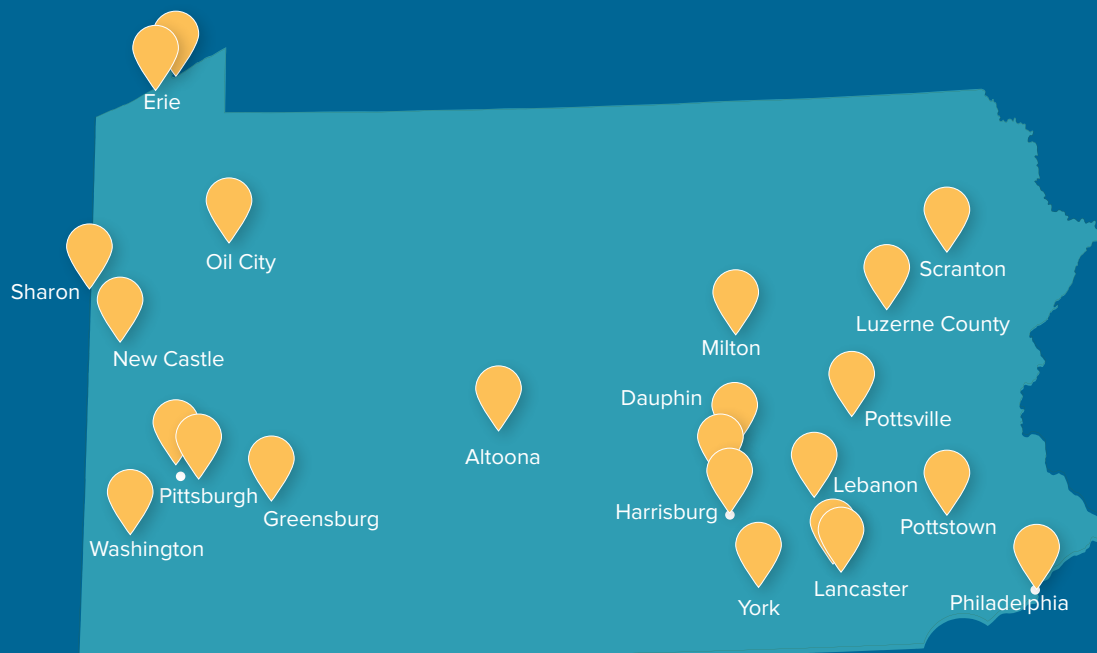 Erie
Oil City
Scranton
Sharon
Luzerne County
Milton
New Castle
Dauphin
Pottsville
Altoona
Lebanon
Pittsburgh
Harrisburg
Greensburg
Pottstown
Washington
Lancaster
Philadelphia
York